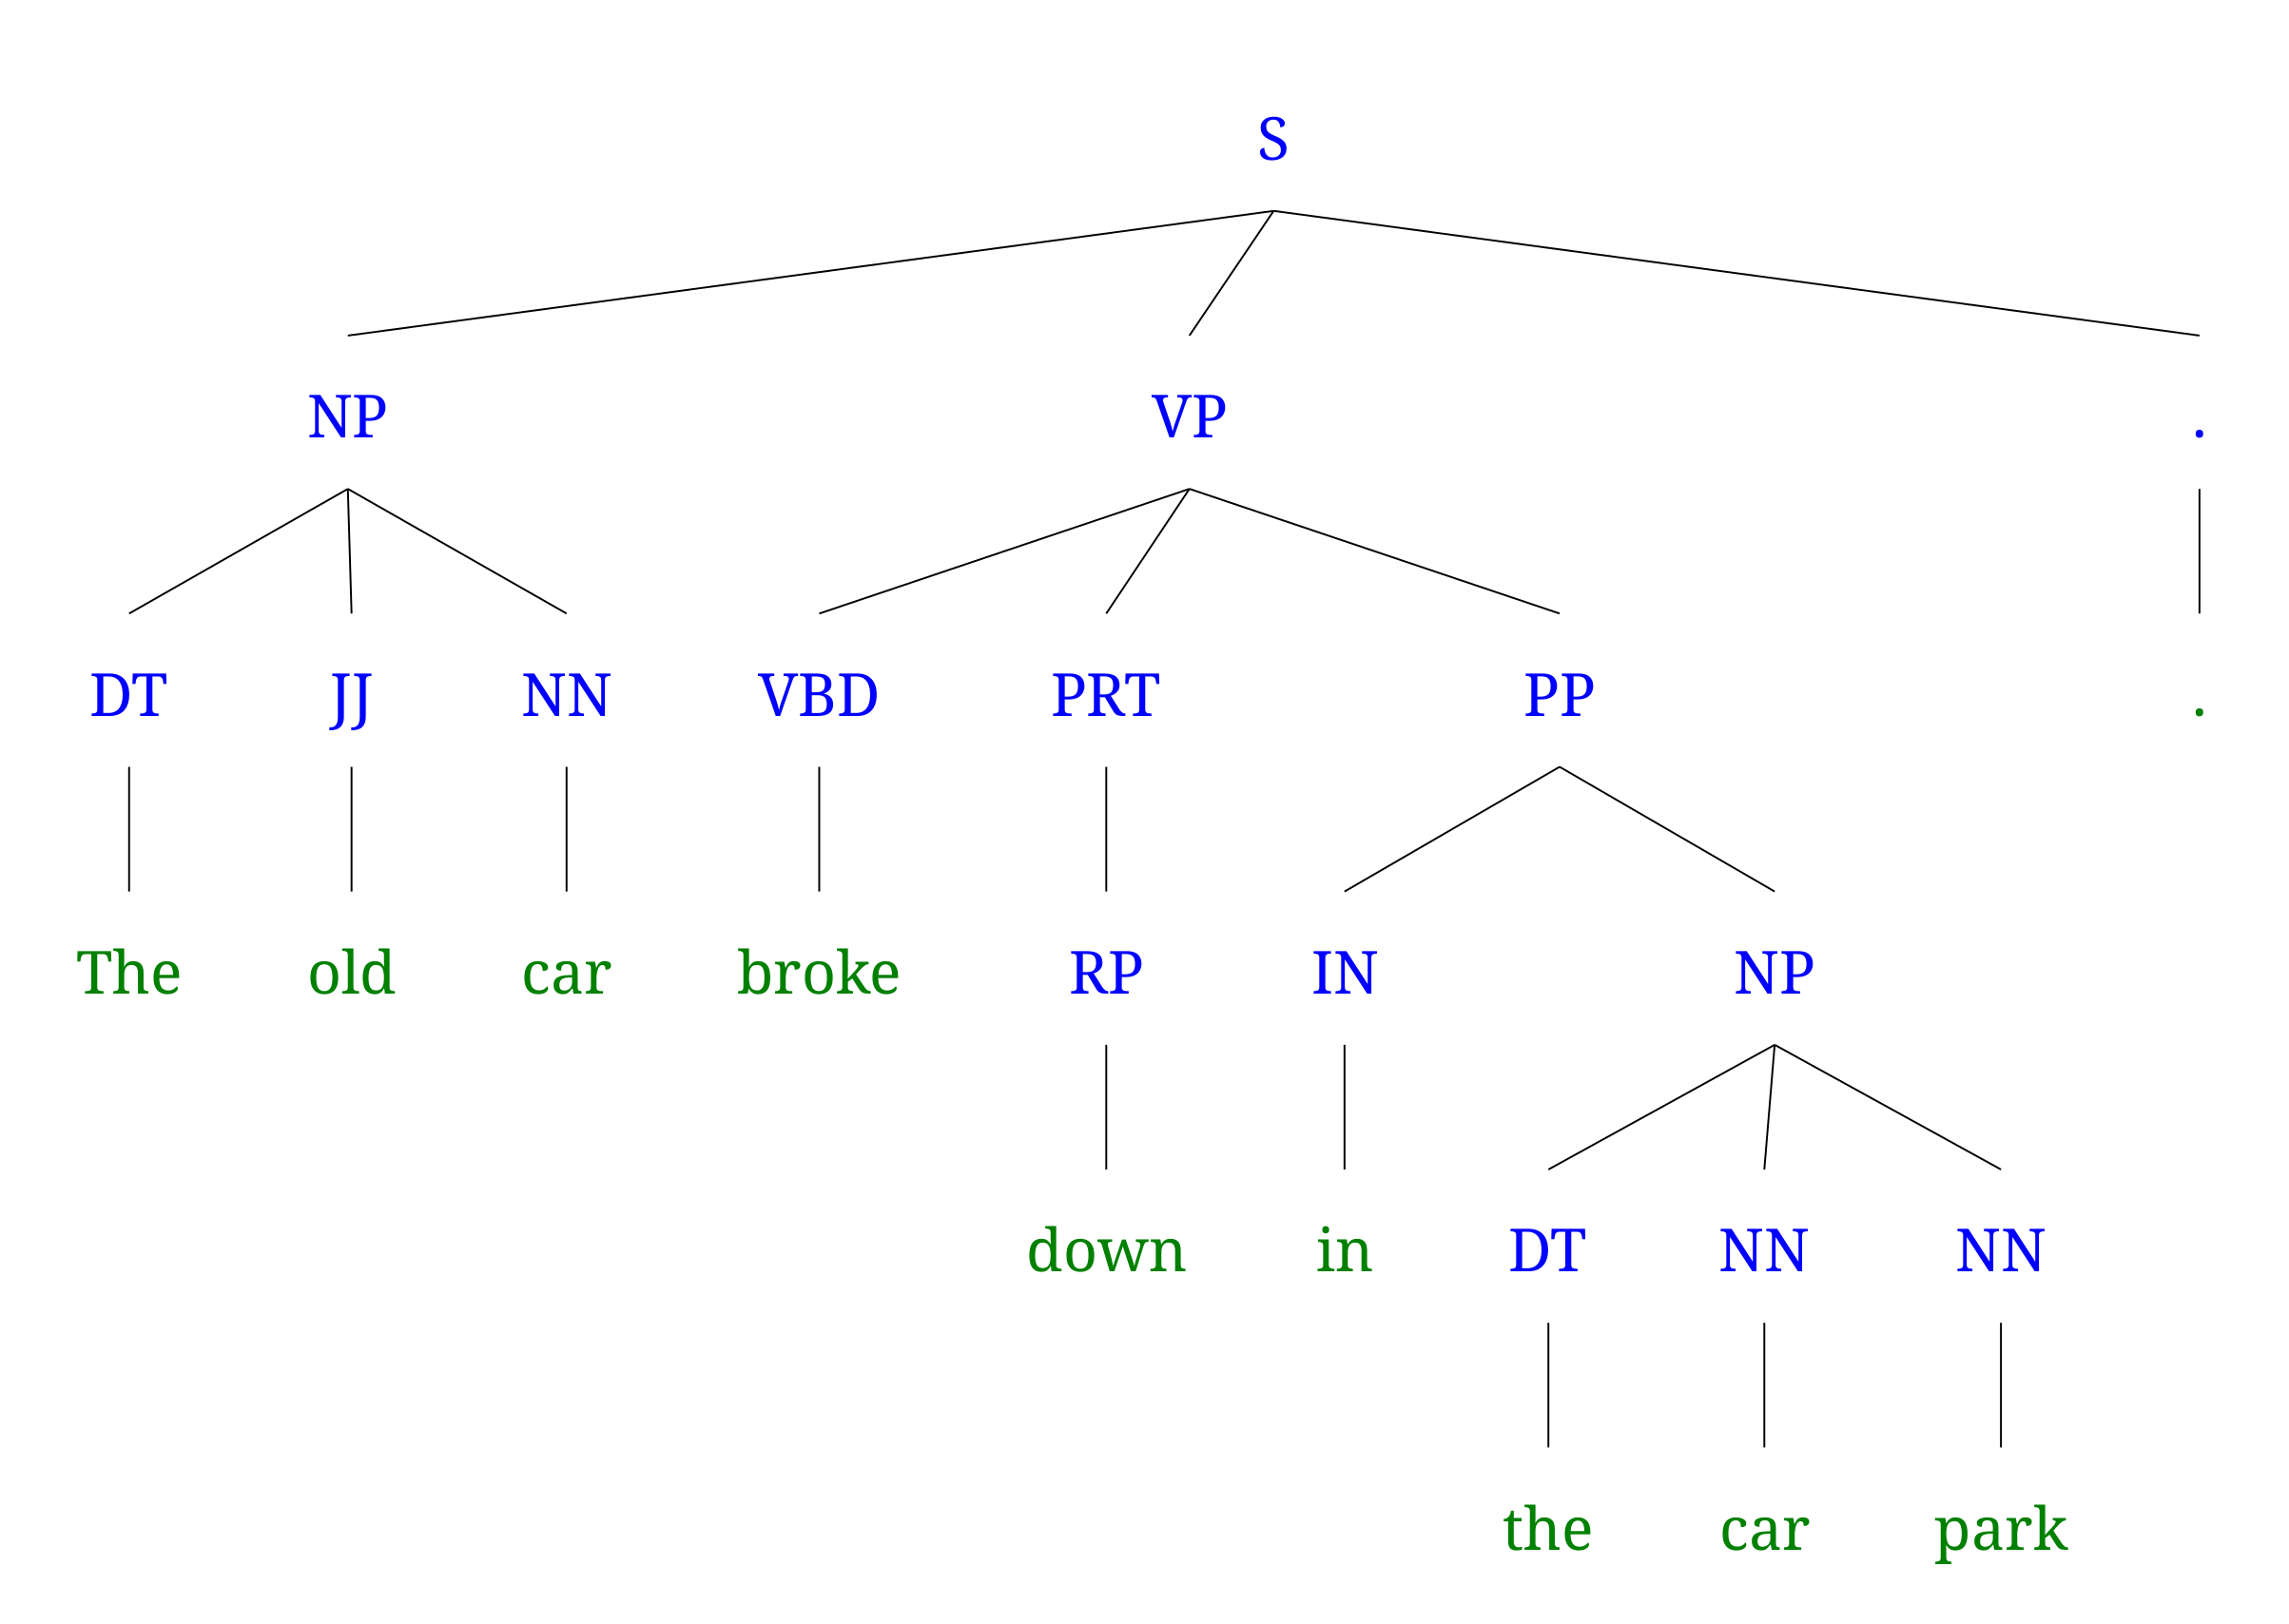 S
NP VP .
DT JJ NN VBD PRT PP .
The old car broke RP IN NP
down in DT NN NN
the car park